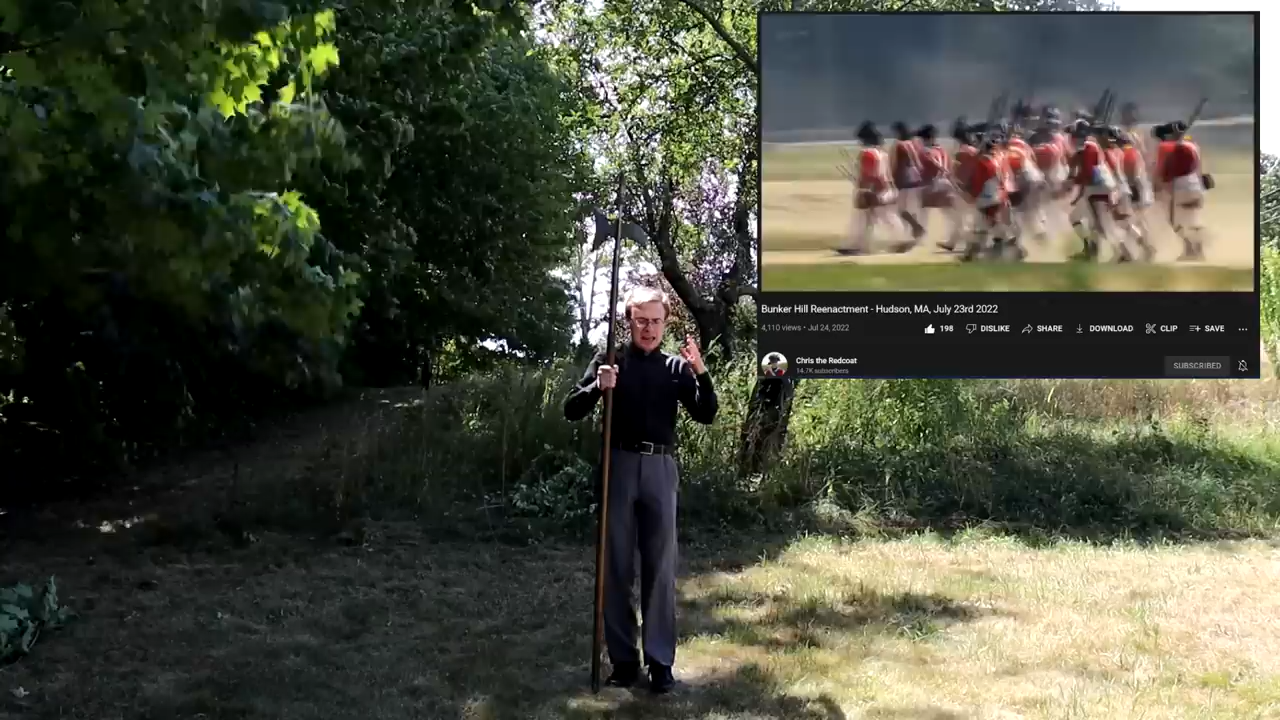 Bunker Hill Reenactment - Hudson, MA, July 23rd 2022
4,110 views • Jul 24, 2022 198 DISLIKE SHARE DOWNLOAD CLIP SAVE ...
Chris the Redcoat
14.7K subscribers SUBSCRIBED